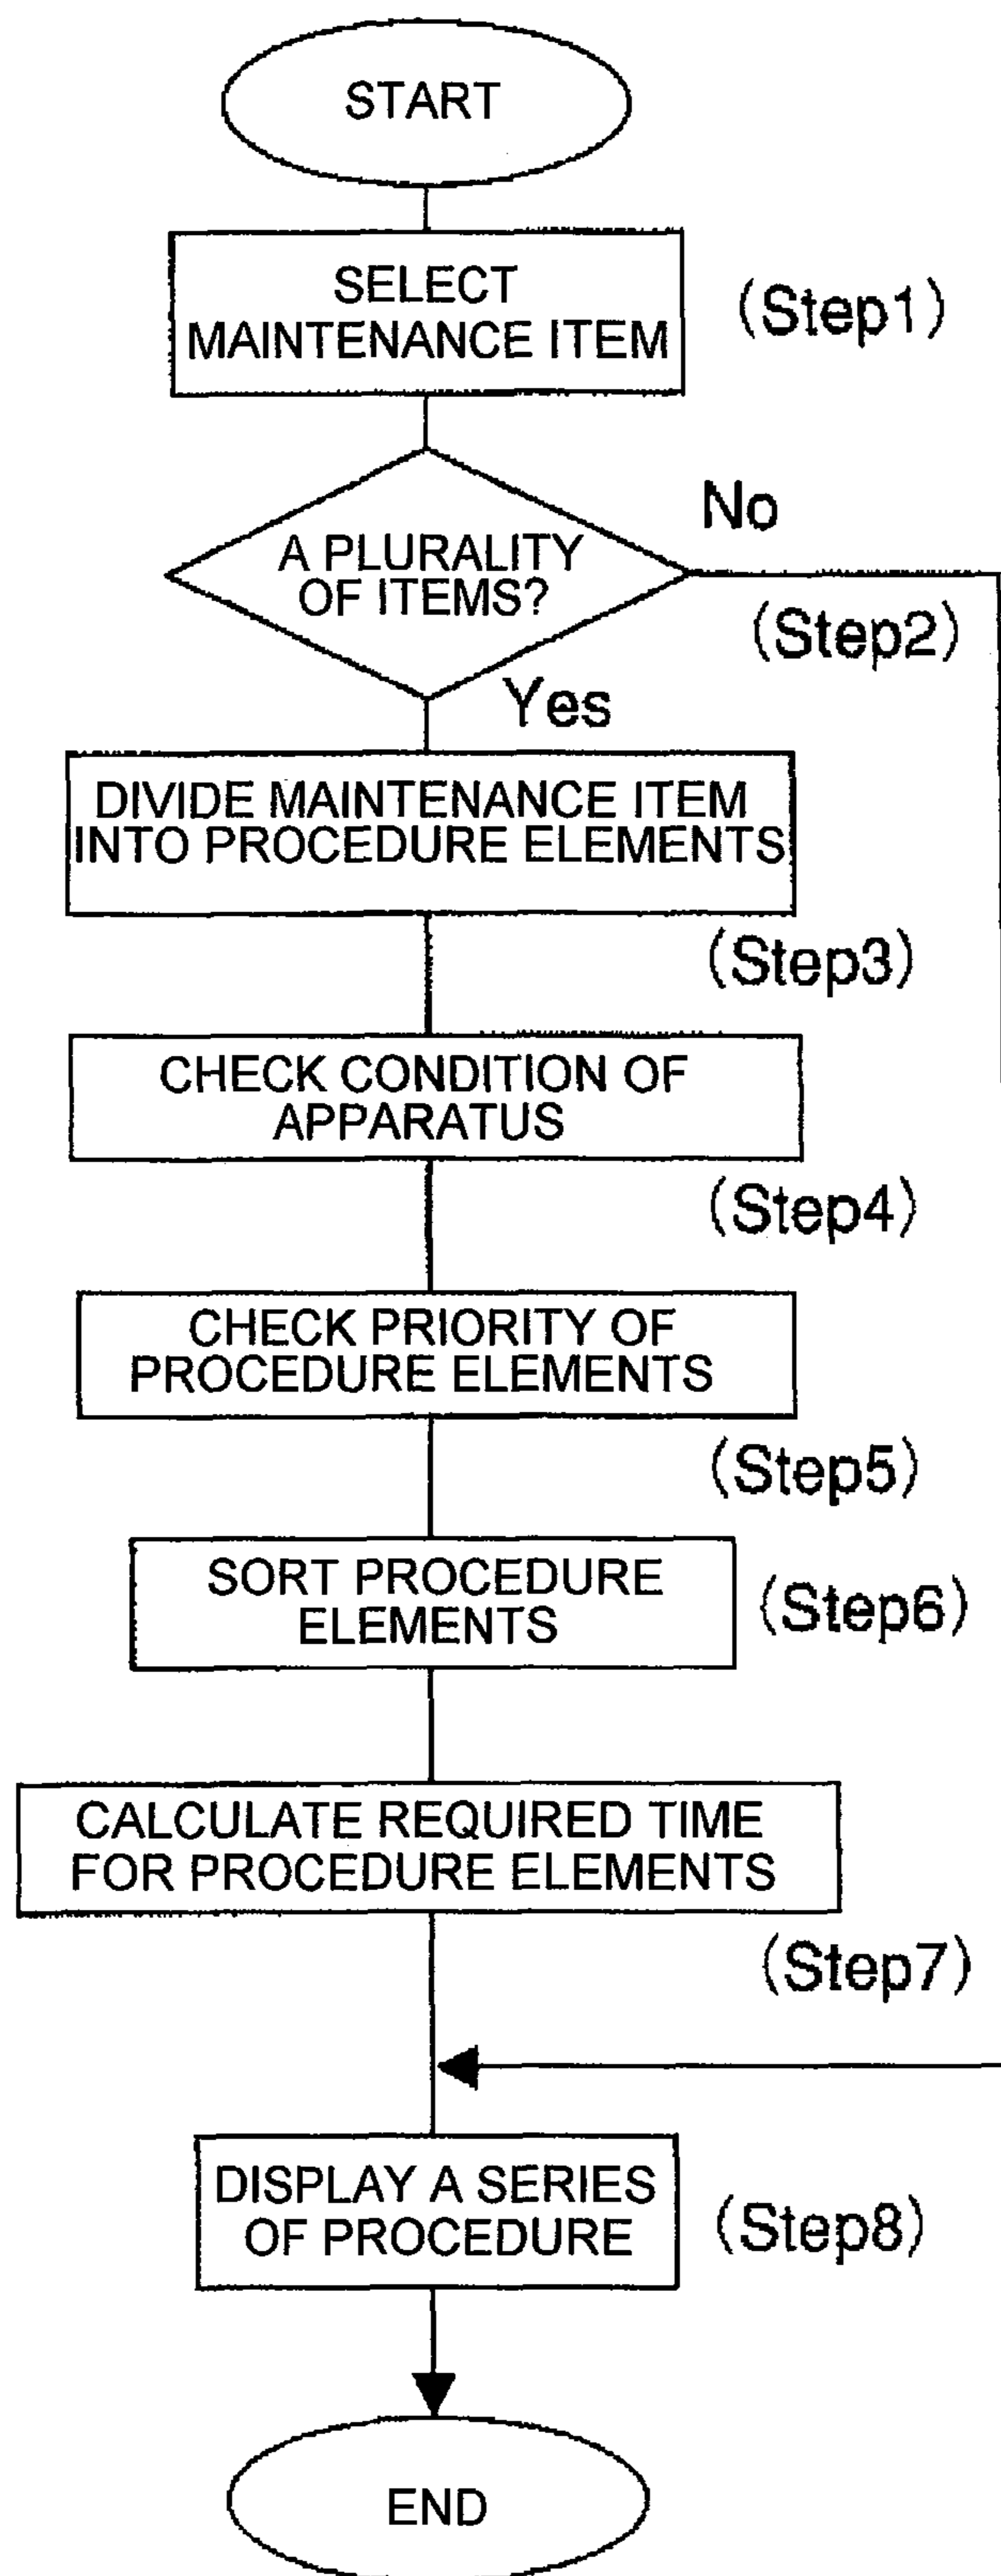 START
SELECT
MAINTENANCE ITEM
(Step1)
A PLURALITY
OF ITEMS?
No
(Step2)
Yes
DIVIDE MAINTENANCE ITEM
INTO PROCEDURE ELEMENTS
(Step3)
CHECK CONDITION OF
APPARATUS
(Step4)
CHECK PRIORITY OF
PROCEDURE ELEMENTS
(Step5)
SORT PROCEDURE
ELEMENTS
(Step6)
CALCULATE REQUIRED TIME
FOR PROCEDURE ELEMENTS
(Step7)
DISPLAY A SERIES
OF PROCEDURE
(Step8)
END